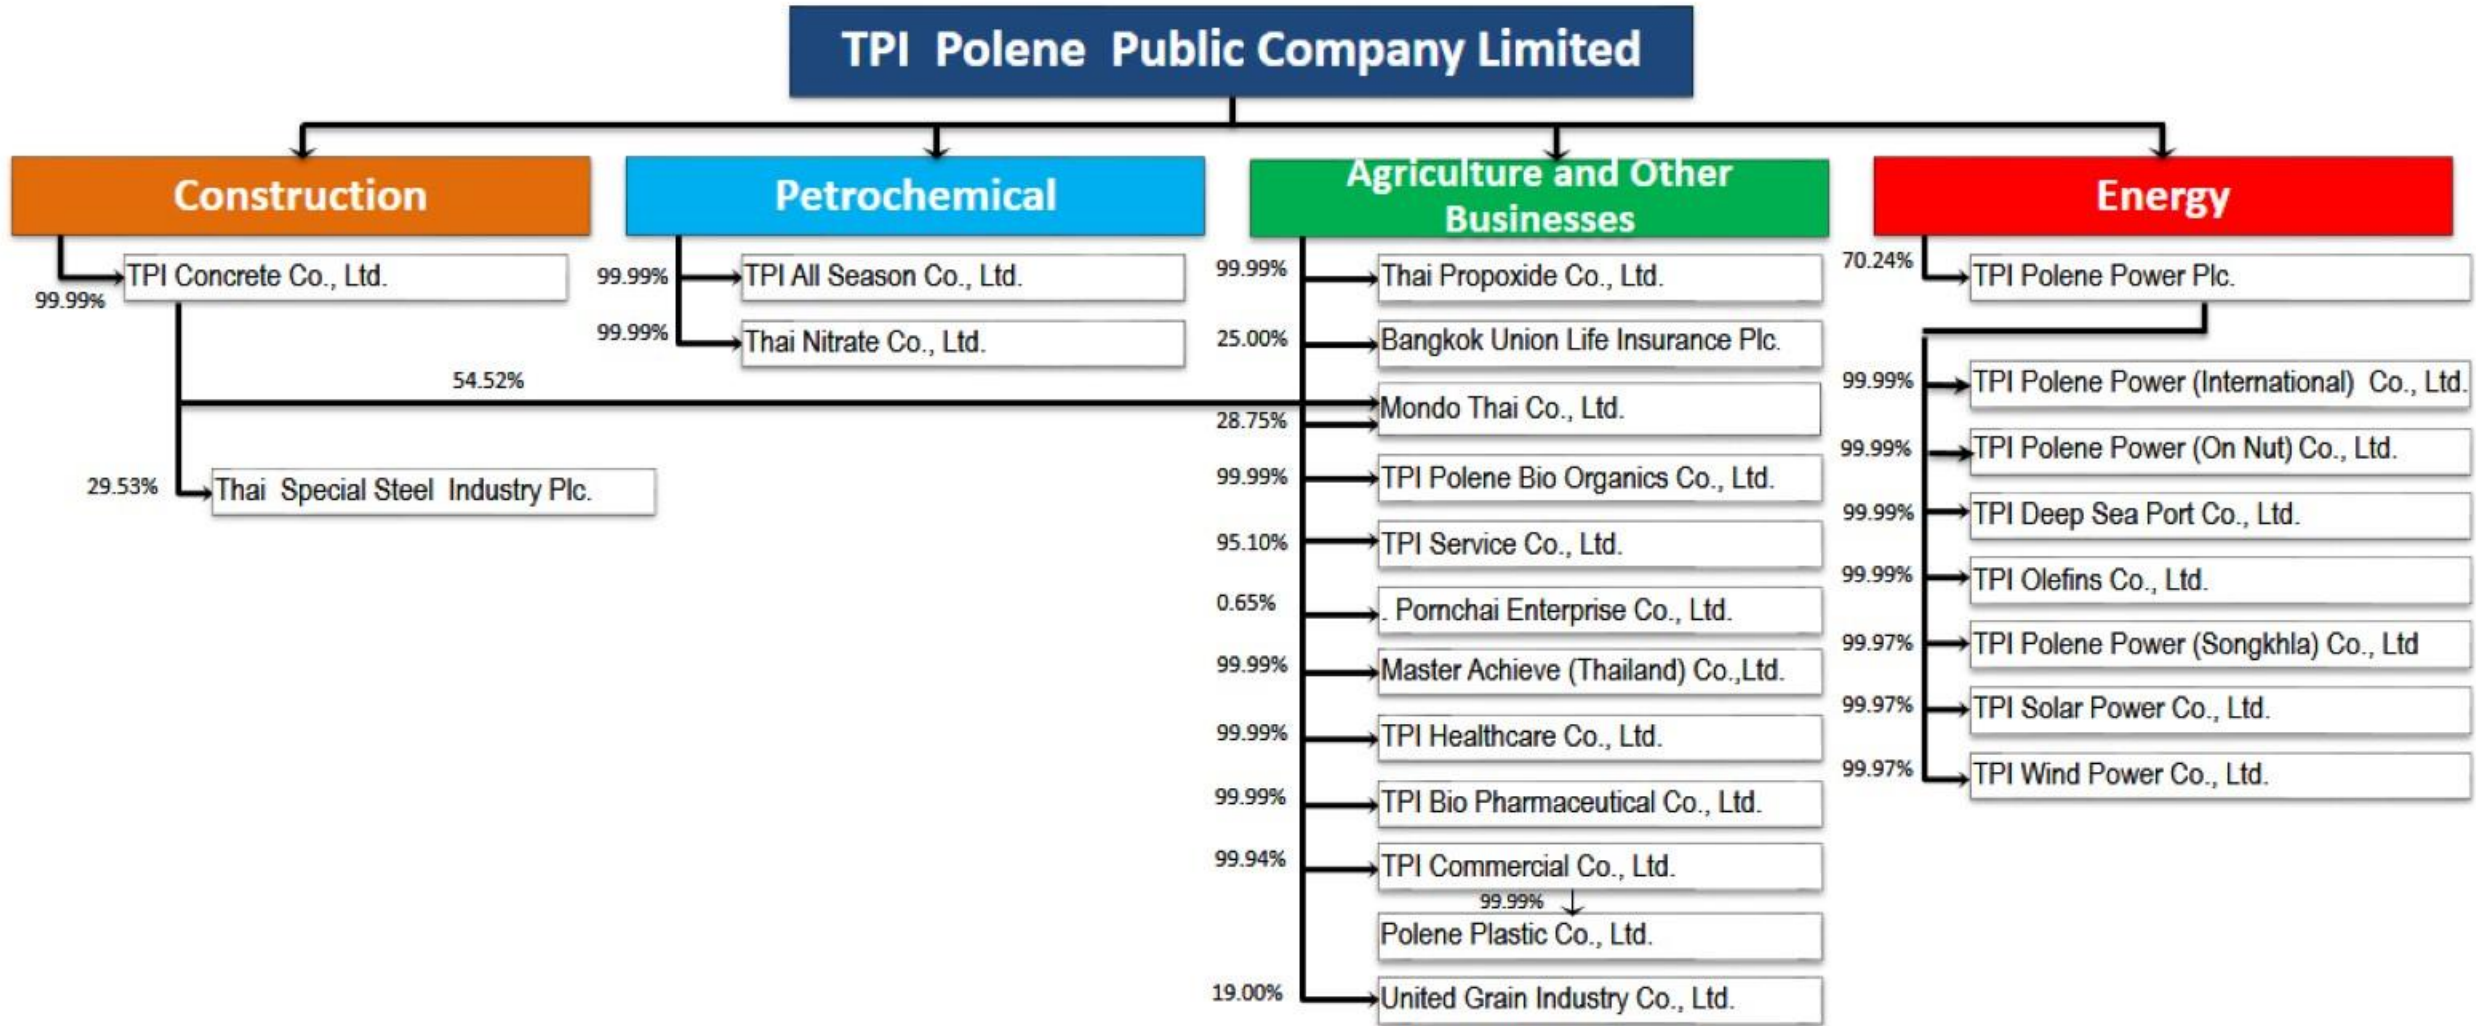 TPI Polene Public Company Limited
Construction
99.99%
TPI Concrete Co., Ltd.
54.52%
29.53%
Thai Special Steel Industry Plc.
Petrochemical
99.99%
TPI All Season Co., Ltd.
99.99%
Thai Nitrate Co., Ltd.
Agriculture and Other
Businesses
99.99%
Thai Propoxide Co., Ltd.
25.00%
Bangkok Union Life Insurance Plc.
28.75%
Mondo Thai Co., Ltd.
99.99%
TPI Polene Bio Organics Co., Ltd.
95.10%
TPI Service Co., Ltd.
0.65%
. Pornchai Enterprise Co., Ltd.
99.99%
Master Achieve (Thailand) Co.,Ltd.
99.99%
TPI Healthcare Co., Ltd.
99.99%
TPI Bio Pharmaceutical Co., Ltd.
99.94%
TPI Commercial Co., Ltd.
99.99%
Polene Plastic Co., Ltd.
19.00%
United Grain Industry Co., Ltd.
Energy
70.24%
TPI Polene Power Plc.
99.99%
TPI Polene Power (International) Co., Ltd.
99.99%
TPI Polene Power (On Nut) Co., Ltd.
99.99%
TPI Deep Sea Port Co., Ltd.
99.99%
TPI Olefins Co., Ltd.
99.97%
TPI Polene Power (Songkhla) Co., Ltd
99.97%
TPI Solar Power Co., Ltd.
99.97%
TPI Wind Power Co., Ltd.